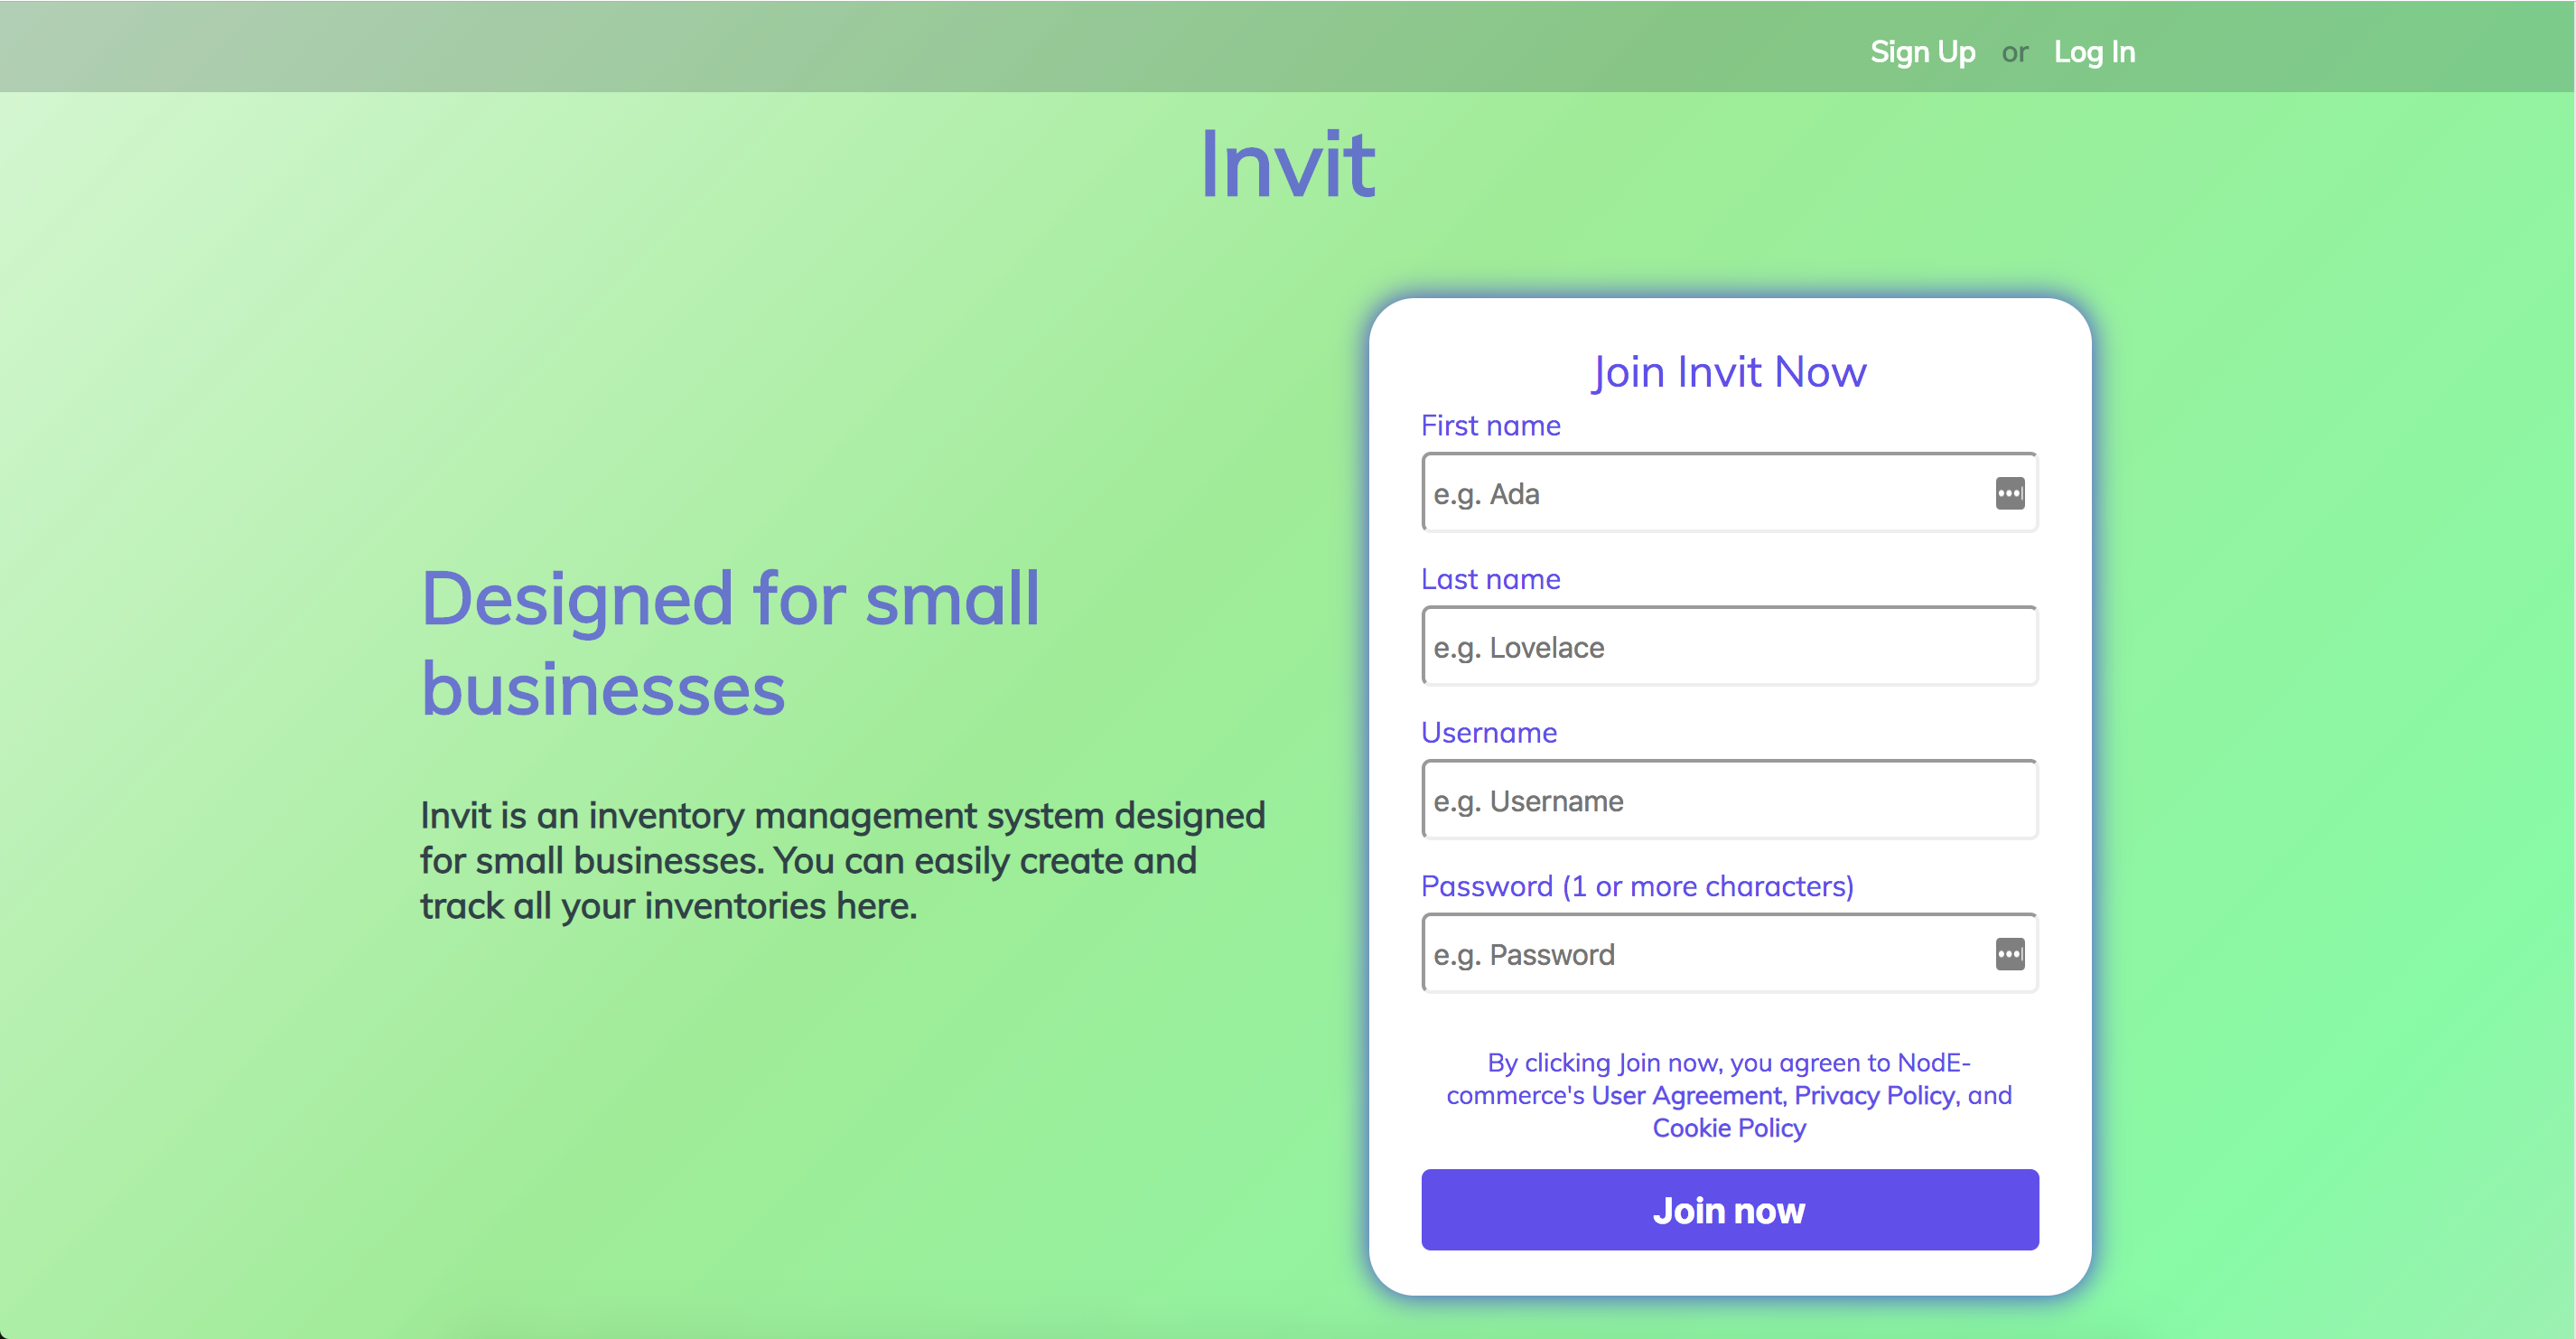 Sign Up or Log In
Invit
Designed for small
businesses
Invit is an inventory management system designed
for small businesses. You can easily create and
track all your inventories here.
Join Invit Now
First name
e.g. Ada
Last name
e.g. Lovelace
Username
e.g. Username
Password (1 or more characters)
e.g. Password
By clicking Join now, you agree to NodE-
commerce's User Agreement, Privacy Policy, and
Cookie Policy
Join now